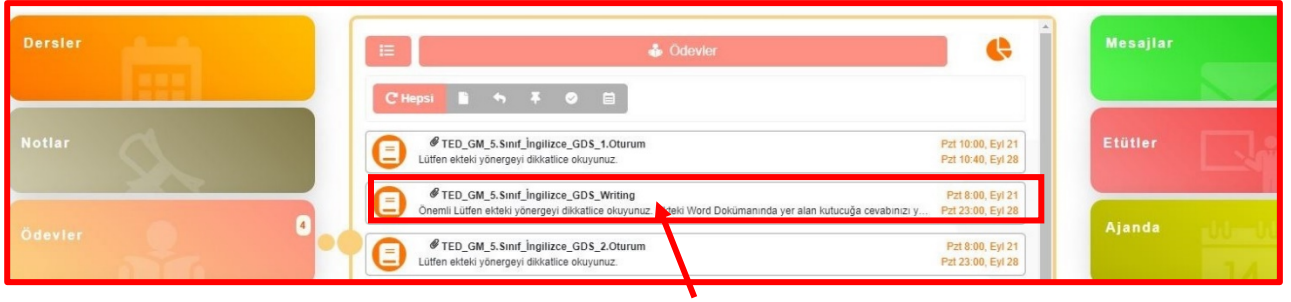 Dersler
Notlar
Ödevler
4
Ödevler
Hepsi
TED_GM_5.Sınıf_İngilizce_GDS_1.Oturum
Pzt 10:00, Eyl 21
Lütfen ekteki yönergeyi dikkatlice okuyunuz.
Pzt 10:40, Eyl 28
TED_GM_5.Sınıf_İngilizce_GDS_Writing
Pzt 8:00, Eyl 21
Önemli Lütfen ekteki yönergeyi dikkatlice okuyunuz. Word Dokümanında yer alan kutucuğa cevabınızı y...
Pzt 23:00, Eyl 28
TED_GM_5.Sınıf_İngilizce_GDS_2.Oturum
Pzt 8:00, Eyl 21
Lütfen ekteki yönergeyi dikkatlice okuyunuz.
Pzt 23:00, Eyl 28
Mesajlar
Etütler
Ajanda
14